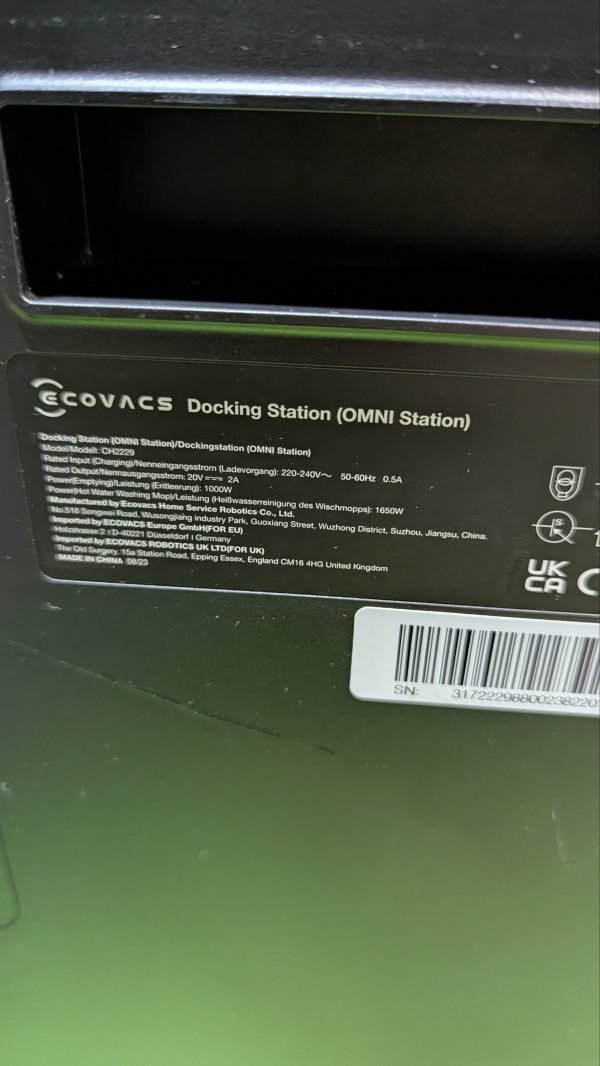 ECOVACS Docking Station (OMNI Station)
Docking Station (OMNI Station)/Dockingstation (OMNI Station)
Model/Modell: CH2229
Rated Input (Charging)/Nenneingangsstrom (Ladevorgang): 220-240V～ 50-60Hz 0.5A
Rated Output/Nennausgangsstrom: 20V⎓ 2A
Power(Emptying)/Leistung (Entleerung): 1000W
Power(Hot Water Washing Mop)/Leistung (Heißwasserreinigung des Wischmopps): 1650W
Manufactured by Ecovacs Home Service Robotics Co., Ltd.
No.518 Songwei Road, Wusongjiang Industry Park, Guoxiang Street, Wuzhong District, Suzhou, Jiangsu, China.
Imported by ECOVACS Europe GmbH(FOR EU)
Holzstrasse 2 I D-40221 Düsseldorf I Germany
Imported by ECOVACS ROBOTICS UK LTD(FOR UK)
The Old Surgery, 15a Station Road, Epping Essex, England CM16 4HG United Kingdom
MADE IN CHINA 08/23
UK
CA
SN: 31722298800238220